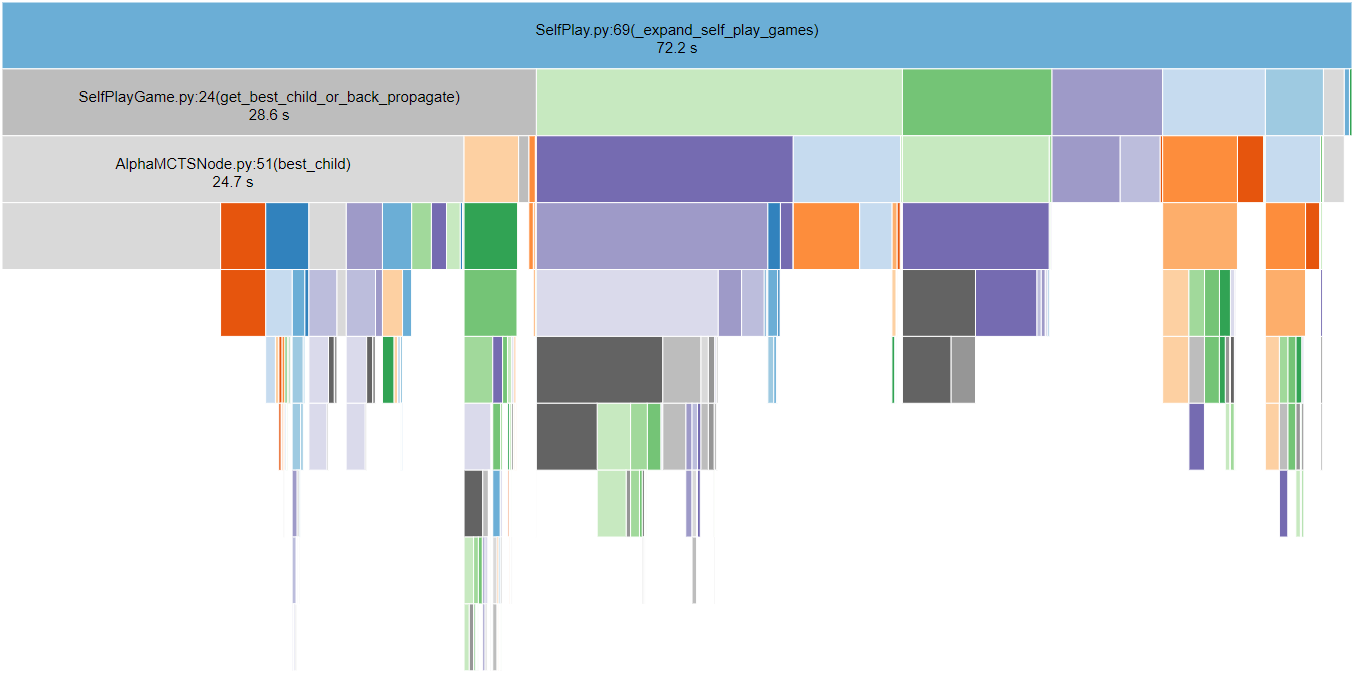 SelfPlay.py:69(_expand_self_play_games)
72.2 s
SelfPlayGame.py:24(get_best_child_or_back_propagate)
28.6 s
AlphaMCTSNode.py:51(best_child)
24.7 s